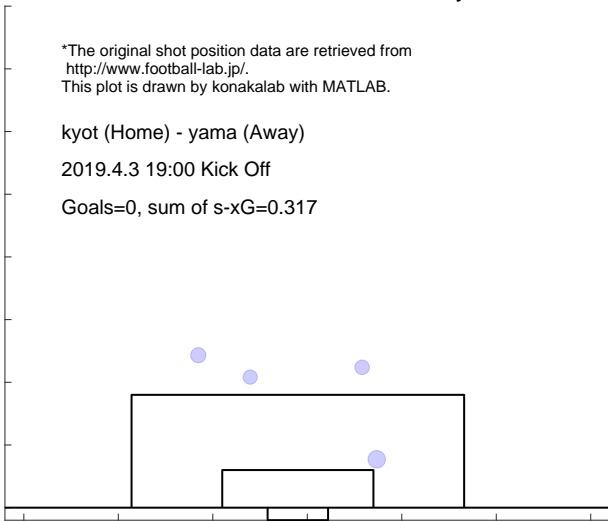 *The original shot position data are retrieved from
http://www.football-lab.jp/.
This plot is drawn by konakalab with MATLAB.
kyot (Home) - yama (Away)
2019.4.3 19:00 Kick Off
Goals=0, sum of s-xG=0.317